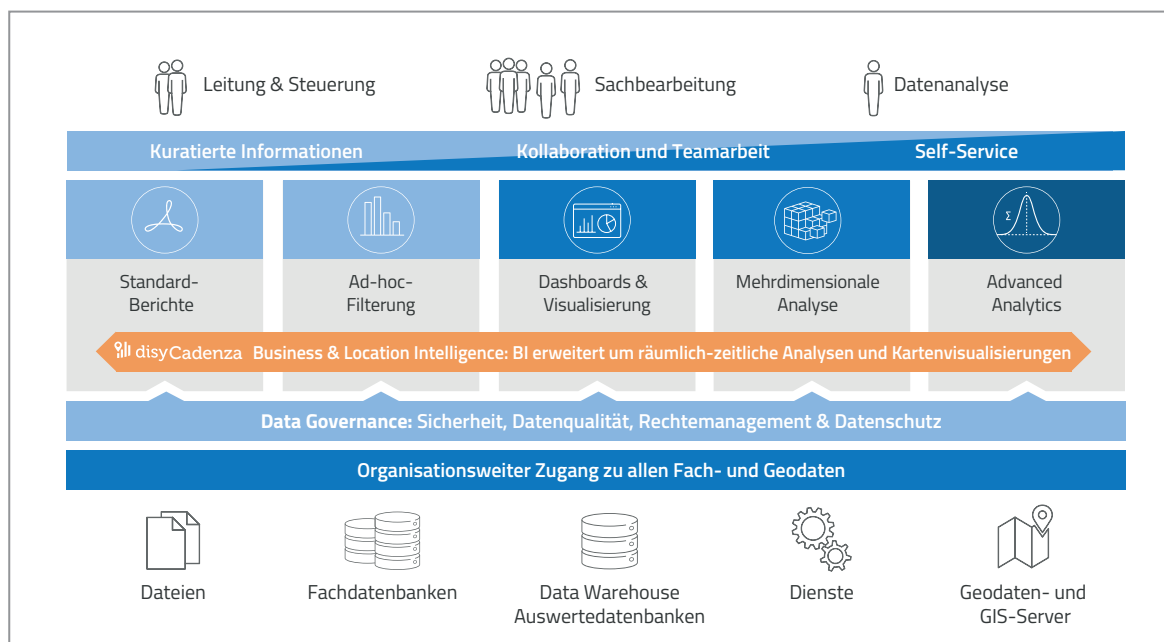 Leitung & Steuerung
Sachbearbeitung
Datenanalyse
Kuratierte Informationen
Kollaboration und Teamarbeit
Self-Service
Σ
Standard-
Berichte
Ad-hoc-
Filterung
Dashboards &
Visualisierung
Mehrdimensionale
Analyse
Advanced
Analytics
disyCadenza Business & Location Intelligence: BI erweitert um räumlich-zeitliche Analysen und Kartenvisualisierungen
Data Governance: Sicherheit, Datenqualität, Rechtemanagement & Datenschutz
Organisationsweiter Zugang zu allen Fach- und Geodaten
Dateien
Fachdatenbanken
Data Warehouse
Auswertedatenbanken
Dienste
Geodaten- und
GIS-Server